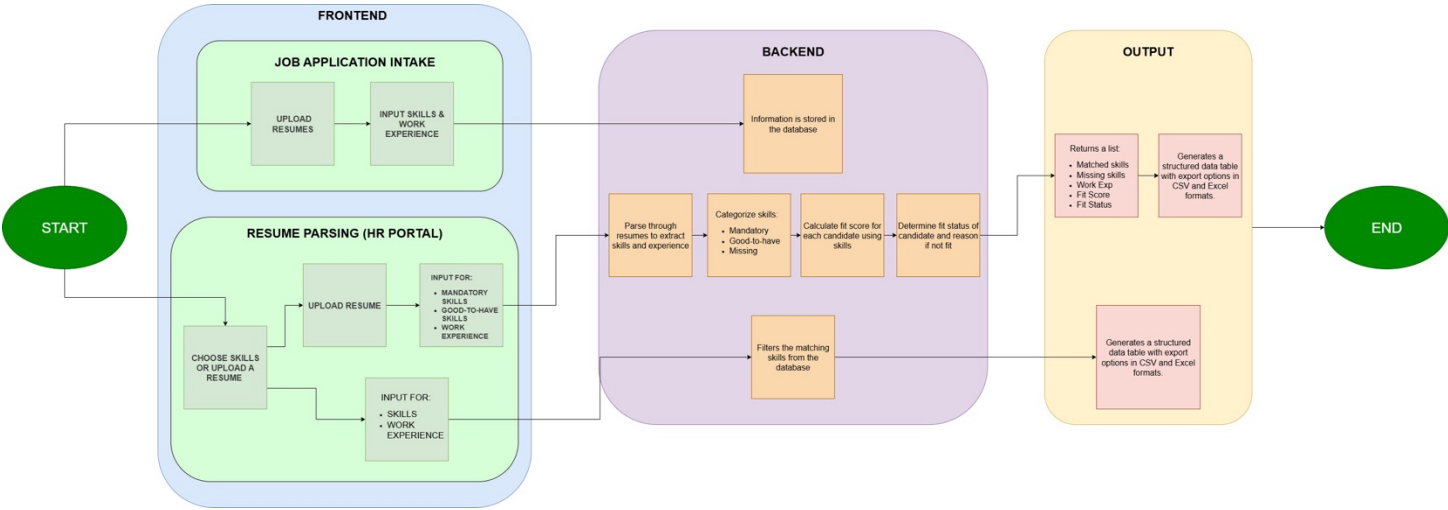 FRONTEND
JOB APPLICATION INTAKE
UPLOAD
RESUMES
INPUT SKILLS &
WORK
EXPERIENCE
START
RESUME PARSING (HR PORTAL)
CHOOSE SKILLS
OR UPLOAD A
RESUME
UPLOAD RESUME
INPUT FOR:
• MANDATORY
SKILLS
• GOOD-TO-HAVE
SKILLS
• WORK
EXPERIENCE
INPUT FOR:
• SKILLS
• WORK
EXPERIENCE
BACKEND
Information is stored in
the database
Parse through
resumes to extract
skills and experience
Categorize skills:
• Mandatory
• Good-to-have
• Missing
Calculate fit score for
each candidate using
skills
Determine fit status of
candidate and reason
if not fit
Filters the matching
skills from the
database
OUTPUT
Returns a list:
• Matched skills
• Missing skills
• Work Exp
• Fit Score
• Fit Status
Generates a
structured data table
with export options in
CSV and Excel
formats.
Generates a structured
data table with export
options in CSV and Excel
formats.
END